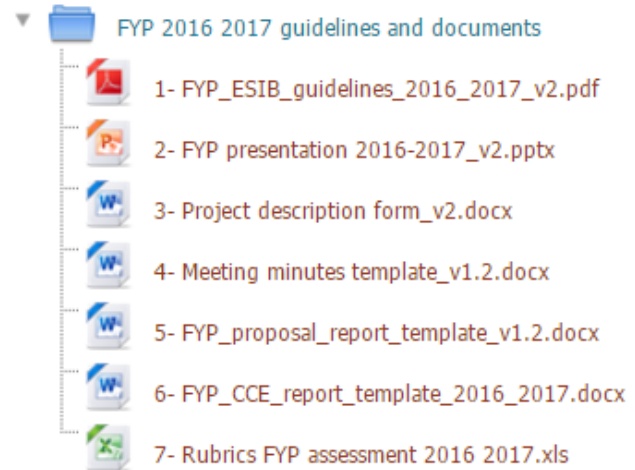 FYP 2016 2017 guidelines and documents
1- FYP_ESIB_guidelines_2016_2017_v2.pdf
2- FYP presentation 2016-2017_v2.pptx
3- Project description form_v2.docx
4- Meeting minutes template_v1.2.docx
5- FYP_proposal_report_template_v1.2.docx
6- FYP_CCE_report_template_2016_2017.docx
7- Rubrics FYP assessment 2016 2017.xls